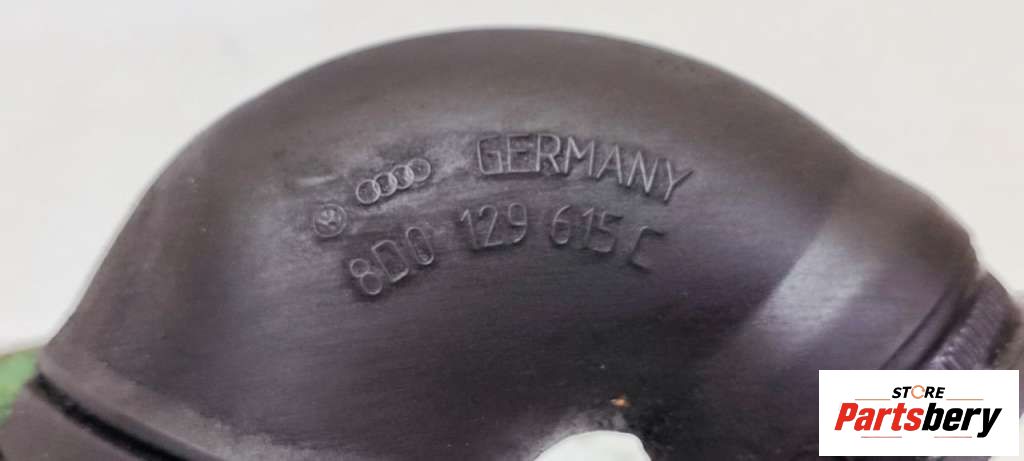 GERMANY
8D0 129 615 C
STORE
Partsbery